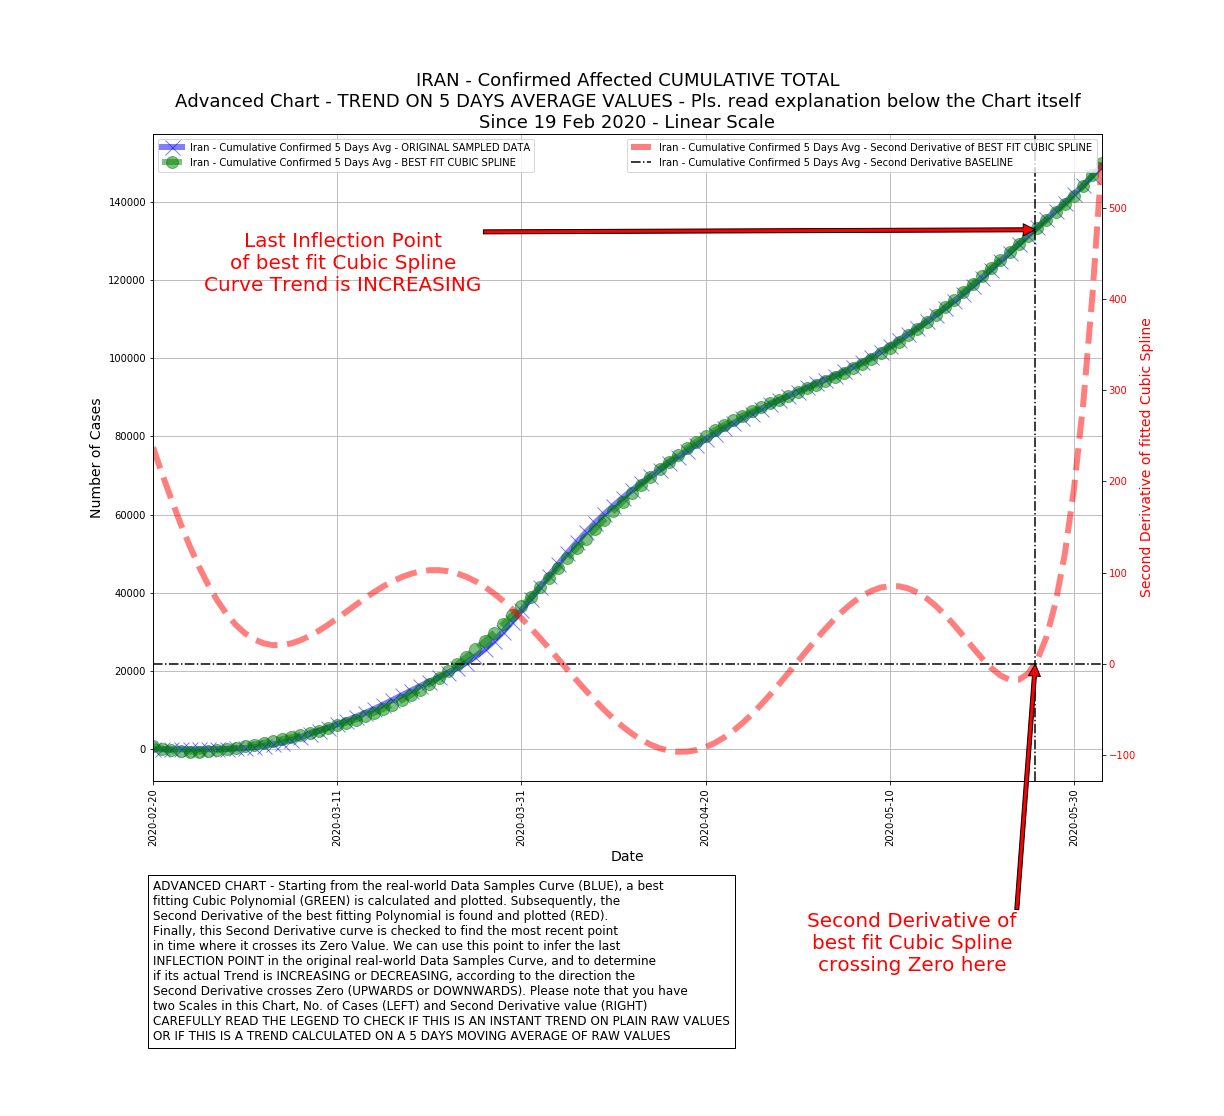 IRAN - Confirmed Affected CUMULATIVE TOTAL
Advanced Chart - TREND ON 5 DAYS AVERAGE VALUES - Pls. read explanation below the Chart itself
Since 19 Feb 2020 - Linear Scale
Iran - Cumulative Confirmed 5 Days Avg - ORIGINAL SAMPLED DATA
Iran - Cumulative Confirmed 5 Days Avg - BEST FIT CUBIC SPLINE
Iran - Cumulative Confirmed 5 Days Avg - Second Derivative of BEST FIT CUBIC SPLINE
Iran - Cumulative Confirmed 5 Days Avg - Second Derivative BASELINE
Last Inflection Point
of best fit Cubic Spline
Curve Trend is INCREASING
Number of Cases
140000
120000
100000
80000
60000
40000
20000
0
Second Derivative of fitted Cubic Spline
500
400
300
200
100
0
−100
2020-02-20
2020-03-11
2020-03-31
2020-04-20
2020-05-10
2020-05-30
Date
Second Derivative of
best fit Cubic Spline
crossing Zero here
ADVANCED CHART - Starting from the real-world Data Samples Curve (BLUE), a best
fitting Cubic Polynomial (GREEN) is calculated and plotted. Subsequently, the
Second Derivative of the best fitting Polynomial is found and plotted (RED).
Finally, this Second Derivative curve is checked to find the most recent point
in time where it crosses its Zero Value. We can use this point to infer the last
INFLECTION POINT in the original real-world Data Samples Curve, and to determine
if its actual Trend is INCREASING or DECREASING, according to the direction the
Second Derivative crosses Zero (UPWARDS or DOWNWARDS). Please note that you have
two Scales in this Chart, No. of Cases (LEFT) and Second Derivative value (RIGHT)
CAREFULLY READ THE LEGEND TO CHECK IF THIS IS AN INSTANT TREND ON PLAIN RAW VALUES
OR IF THIS IS A TREND CALCULATED ON A 5 DAYS MOVING AVERAGE OF RAW VALUES